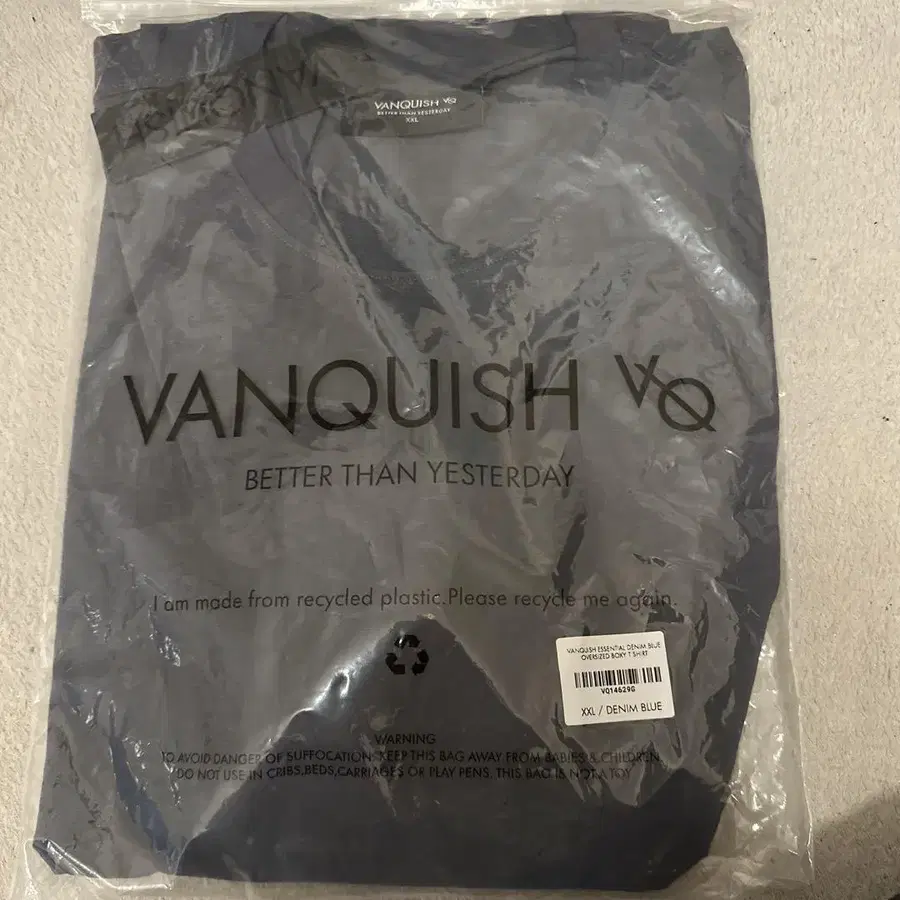 VANQUISH
VANQUISH VQ
BETTER THAN YESTERDAY
XXL
VANQUISH VQ
BETTER THAN YESTERDAY
I am made from recycled plastic.Please recycle me again.
VANQUISH ESSENTIAL DENIM BLUE
OVERSIZED BOXY T SHIRT
VQ14629G
XXL / DENIM BLUE
WARNING
TO AVOID DANGER OF SUFFOCATION, KEEP THIS BAG AWAY FROM BABIES & CHILDREN.
DO NOT USE IN CRIBS,BEDS,CARRIAGES OR PLAY PENS. THIS BAG IS NOT A TOY